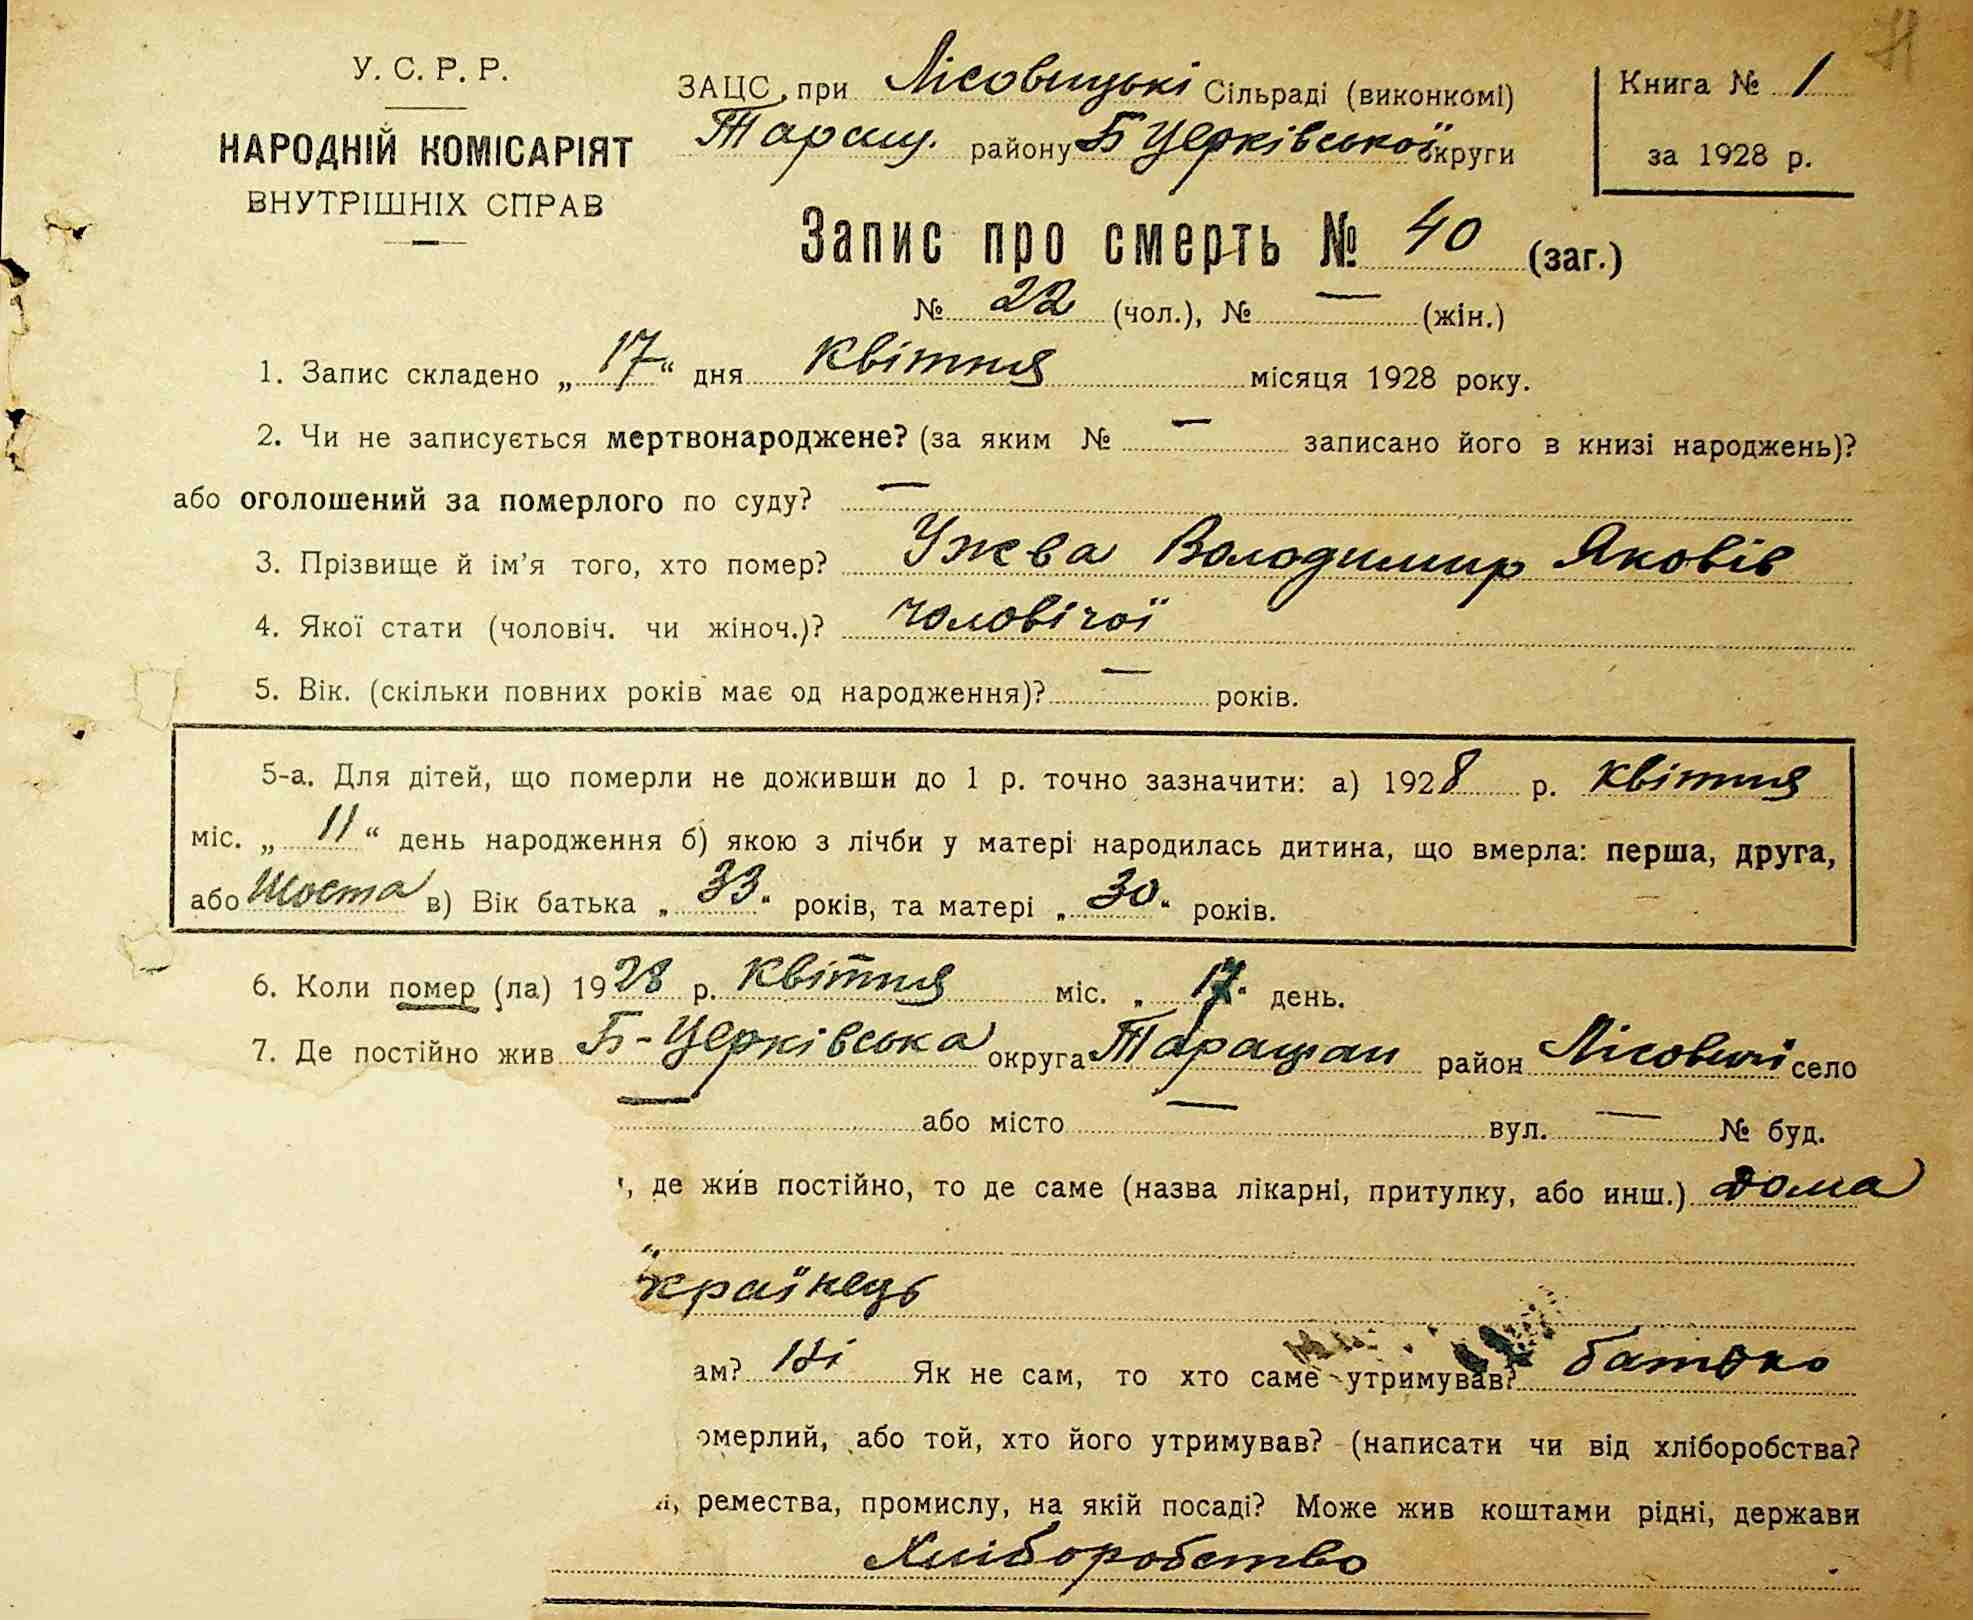 У. С. Р. Р.
НАРОДНІЙ КОМІСАРІЯТ
ВНУТРІШНІХ СПРАВ
ЗАЦС при Лісовицькі Сільраді (виконкомі)
Таращ. району Б Церківської округи
Книга № 1
за 1928 р.
Запис про смерть № 40 (заг.)
№ 22 (чол.), № — (жін.)
1. Запис складено „ 17 “ дня Квітня місяця 1928 року.
2. Чи не записується мертвонароджене? (за яким № — записано його в книзі народжень)?
або оголошений за померлого по суду? —
3. Прізвище й ім’я того, хто помер? Ужва Володимир Яковів
4. Якої стати (чоловіч. чи жіноч.)? чоловічої
5. Вік. (скільки повних років має од народження)? — років.
5-а. Для дітей, що померли не доживши до 1 р. точно зазначити: а) 1928 р. Квітня
міс. „ 11 “ день народження б) якою з лічби у матері народилась дитина, що вмерла: перша, друга,
або Шоста в) Вік батька „ 33 “ років, та матері „ 30 “ років.
6. Коли помер (ла) 1928 р. Квітня міс. „ 17 “ день.
7. Де постійно жив Б-Церківська округа Таращан район Лісовичі село
— або місто — вул. — № буд.
, де жив постійно, то де саме (назва лікарні, притулку, або инш.) дома
країнець
ам? Ні Як не сам, то хто саме утримував? батько
омерлий, або той, хто його утримував? (написати чи від хліборобства?
, ремества, промислу, на якій посаді? Може жив коштами рідні, держави
Хліборобство